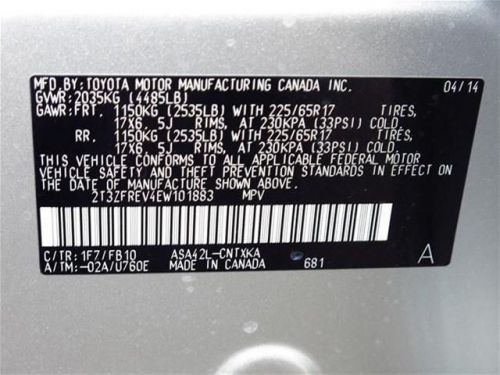 MFD.BY:TOYOTA MOTOR MANUFACTURING CANADA INC. 04/14
GVWR: 2035KG (4485LB)
GAWR:FRT. 1150KG (2535LB) WITH 225/65R17 TIRES,
17X6.5J RIMS, AT 230KPA (33PSI) COLD.
RR. 1150KG (2535LB) WITH 225/65R17 TIRES,
17X6.5J RIMS, AT 230KPA (33PSI) COLD.
THIS VEHICLE CONFORMS TO ALL APPLICABLE FEDERAL MOTOR
VEHICLE SAFETY AND THEFT PREVENTION STANDARDS IN
EFFECT ON THE DATE OF MANUFACTURE SHOWN ABOVE.
2T3ZFREV4EW101883 MPV
C/TR: 1F7/FB10 ASA42L-CNTXKA
A/TM: -02A/U760E MADE IN CANADA 681 A